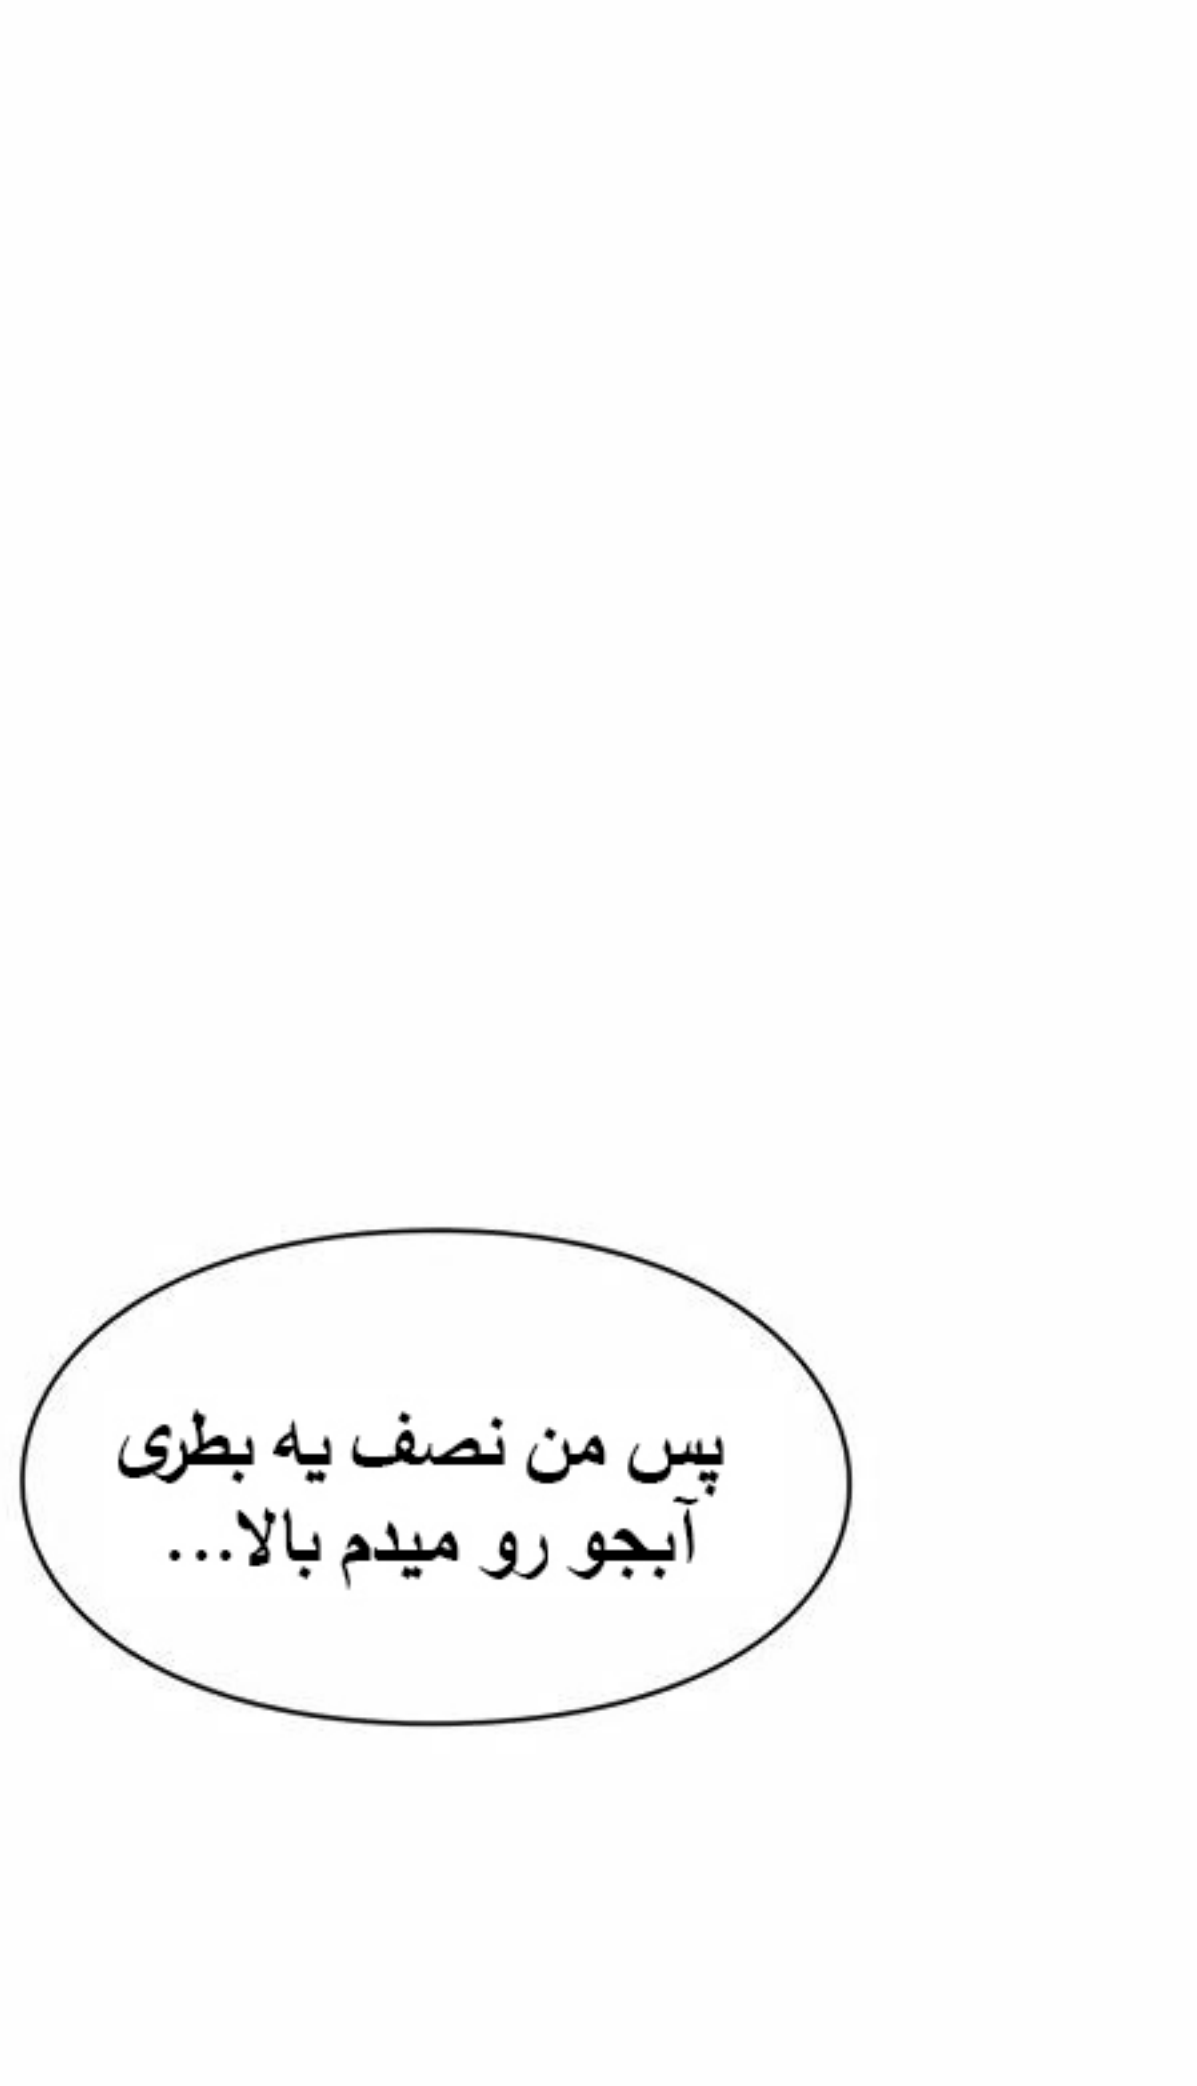 پس من نصف یه بطری
آبجو رو میدم بالا...